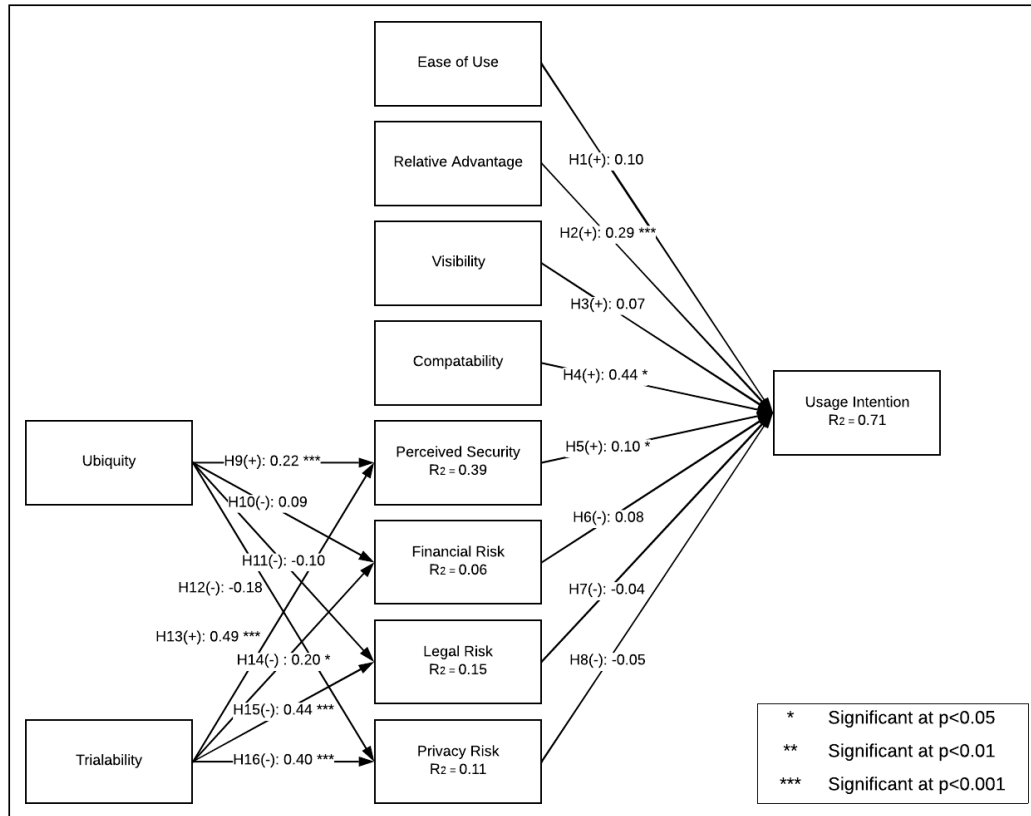 Ease of Use
Relative Advantage
H1(+): 0.10
H2(+): 0.29 ***
Visibility
H3(+): 0.07
Compatability
H4(+): 0.44 *
Usage Intention
R2 = 0.71
Ubiquity
H9(+): 0.22 ***
Perceived Security
R2 = 0.39
H5(+): 0.10 *
H10(-): 0.09
H6(-): 0.08
Financial Risk
R2 = 0.06
H11(-): -0.10
H12(-): -0.18
H7(-): -0.04
H13(+): 0.49 ***
H14(-) : 0.20 *
Legal Risk
R2 = 0.15
H8(-): -0.05
H15(-): 0.44 ***
Trialability
H16(-): 0.40 ***
Privacy Risk
R2 = 0.11
* Significant at p<0.05
** Significant at p<0.01
*** Significant at p<0.001